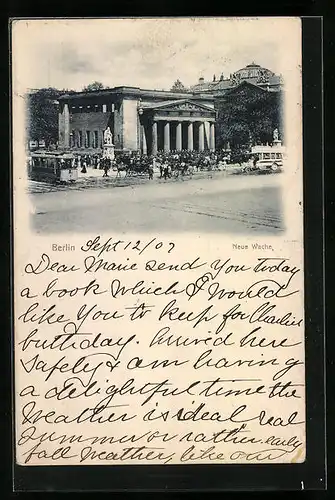 Berlin Sept 12/07 Neue Wache.
Dear Marie send You today
a book which I would
like You to keep for Charlies
buttday. Arrived here
safely & am having
a delightful time the
Weather is ideal real
Summer or rather early
fall weather, like our